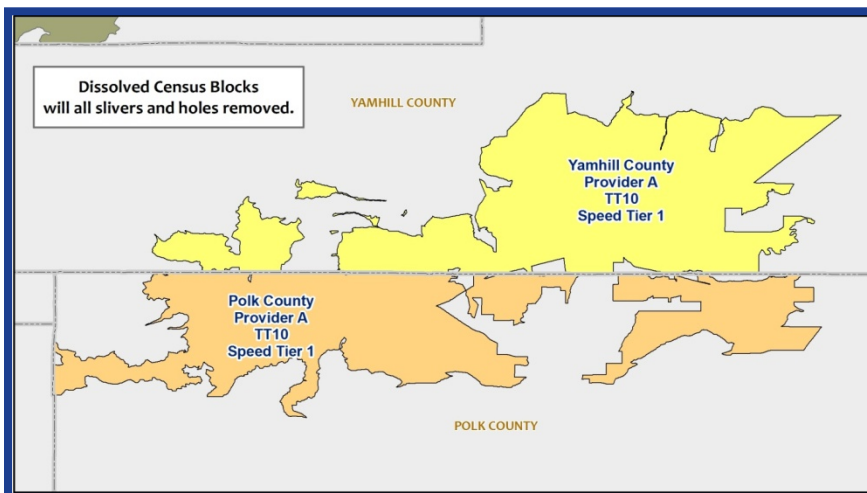 Dissolved Census Blocks
will all slivers and holes removed.
YAMHILL COUNTY
Yamhill County
Provider A
TT10
Speed Tier 1
Polk County
Provider A
TT10
Speed Tier 1
POLK COUNTY